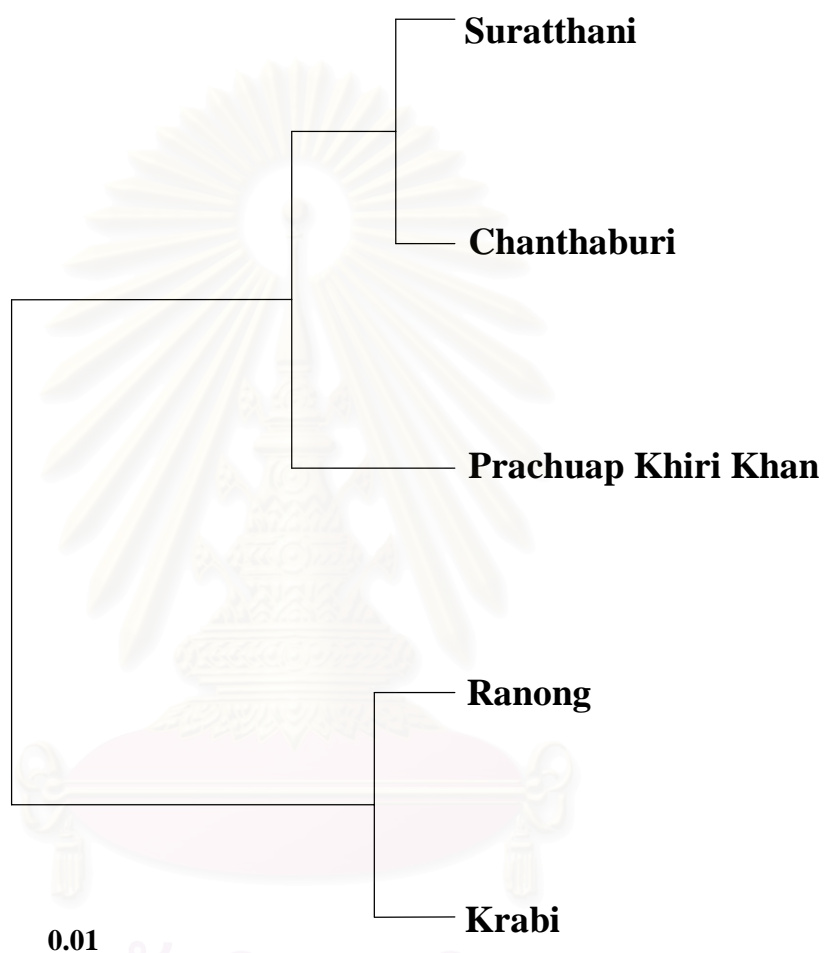 Suratthani
Chanthaburi
Prachuap Khiri Khan
Ranong
Krabi
0.01